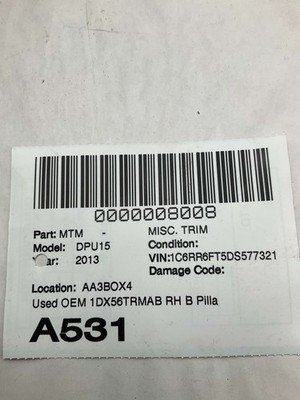 0000008008
Part: MTM - MISC. TRIM
Model: DPU15 Condition:
ar: 2013 VIN:1C6RR6FT5DS577321
Damage Code:
Location: AA3BOX4
Used OEM 1DX56TRMAB RH B Pilla
A531